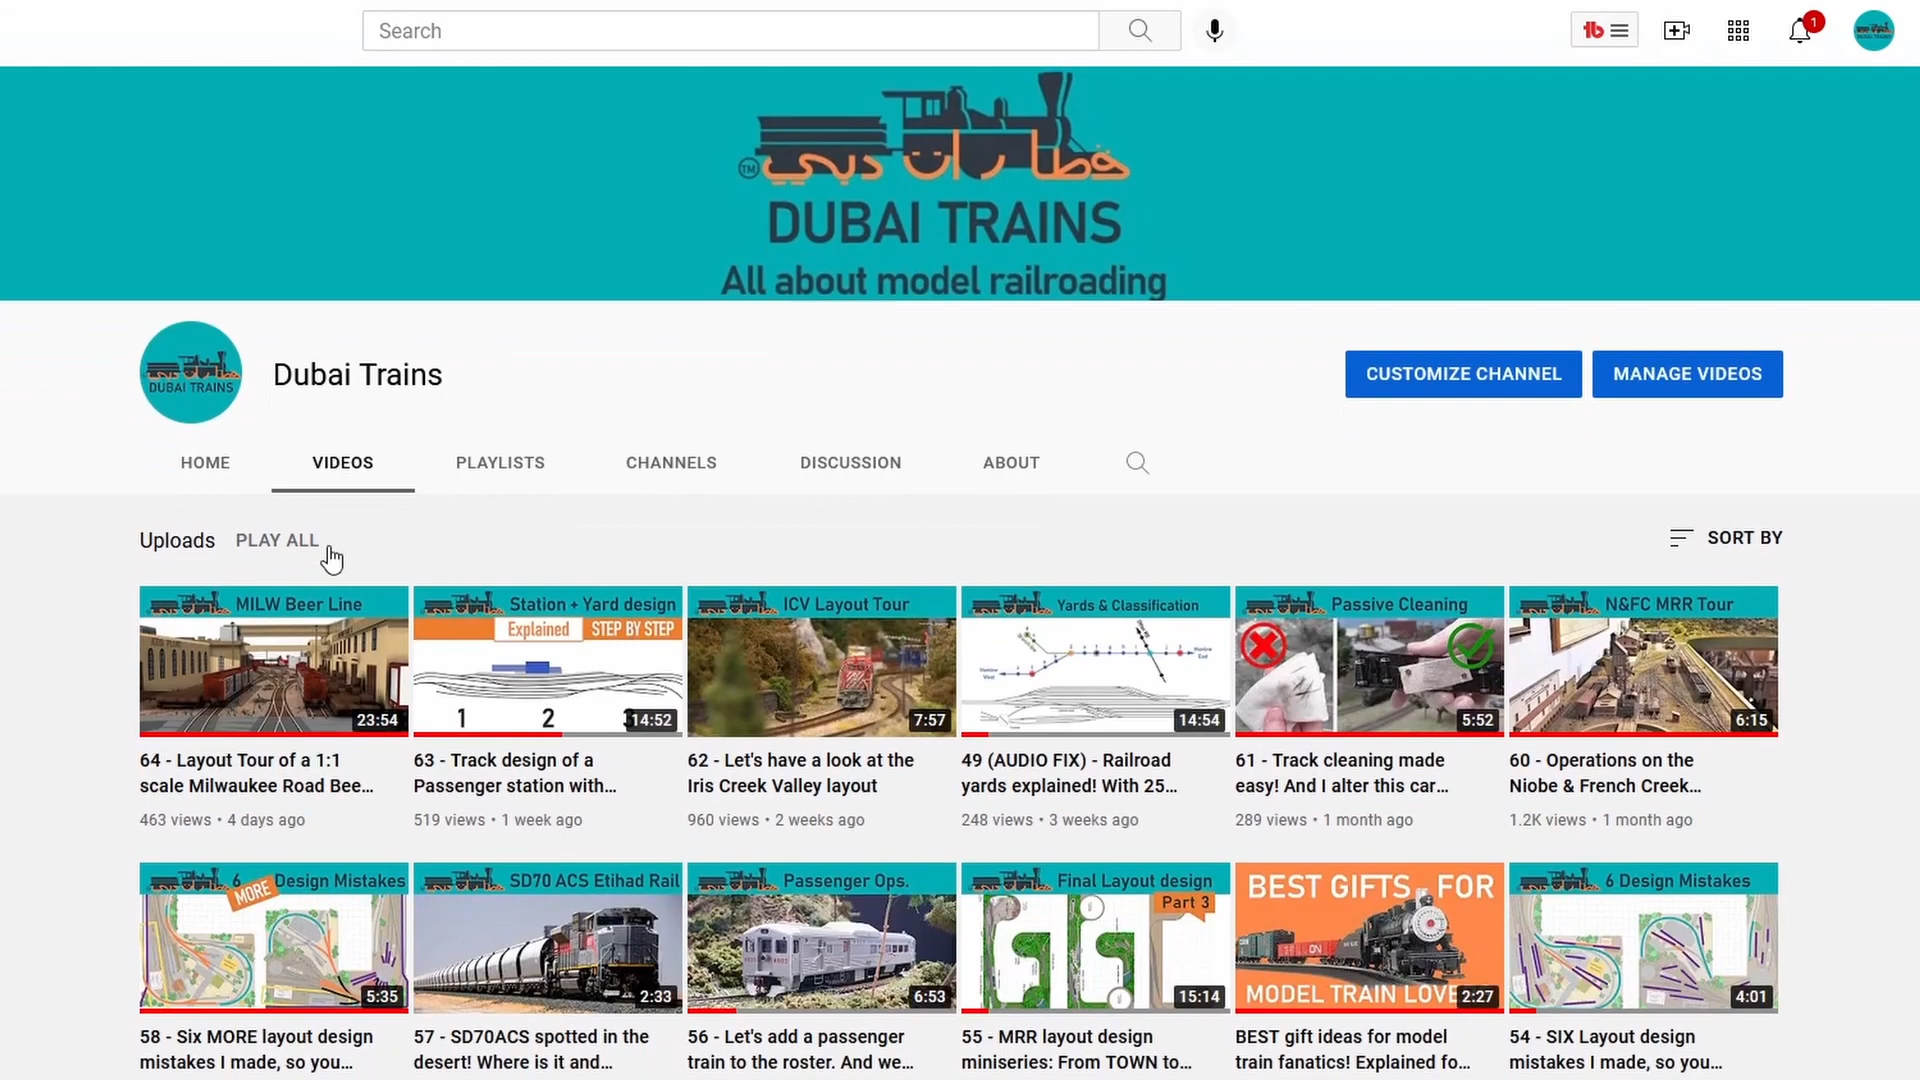 Search
1
قطارات دبي
TM
DUBAI TRAINS
All about model railroading
DUBAI TRAINS
Dubai Trains
CUSTOMIZE CHANNEL
MANAGE VIDEOS
HOME
VIDEOS
PLAYLISTS
CHANNELS
DISCUSSION
ABOUT
Uploads
PLAY ALL
SORT BY
MILW Beer Line
23:54
64 - Layout Tour of a 1:1
scale Milwaukee Road Bee...
463 views • 4 days ago
Station + Yard design
Explained STEP BY STEP
1 2
14:52
63 - Track design of a
Passenger station with...
519 views • 1 week ago
ICV Layout Tour
7:57
62 - Let's have a look at the
Iris Creek Valley layout
960 views • 2 weeks ago
Yards & Classification
14:54
49 (AUDIO FIX) - Railroad
yards explained! With 25...
248 views • 3 weeks ago
Passive Cleaning
5:52
61 - Track cleaning made
easy! And I alter this car...
289 views • 1 month ago
N&FC MRR Tour
6:15
60 - Operations on the
Niobe & French Creek...
1.2K views • 1 month ago
6 MORE Design Mistakes
5:35
58 - Six MORE layout design
mistakes I made, so you...
SD70 ACS Etihad Rail
2:33
57 - SD70ACS spotted in the
desert! Where is it and...
Passenger Ops.
6:53
56 - Let's add a passenger
train to the roster. And we...
Final Layout design
Part 3
15:14
55 - MRR layout design
miniseries: From TOWN to...
BEST GIFTS FOR
MODEL TRAIN LOVE
2:27
BEST gift ideas for model
train fanatics! Explained fo...
6 Design Mistakes
4:01
54 - SIX Layout design
mistakes I made, so you...